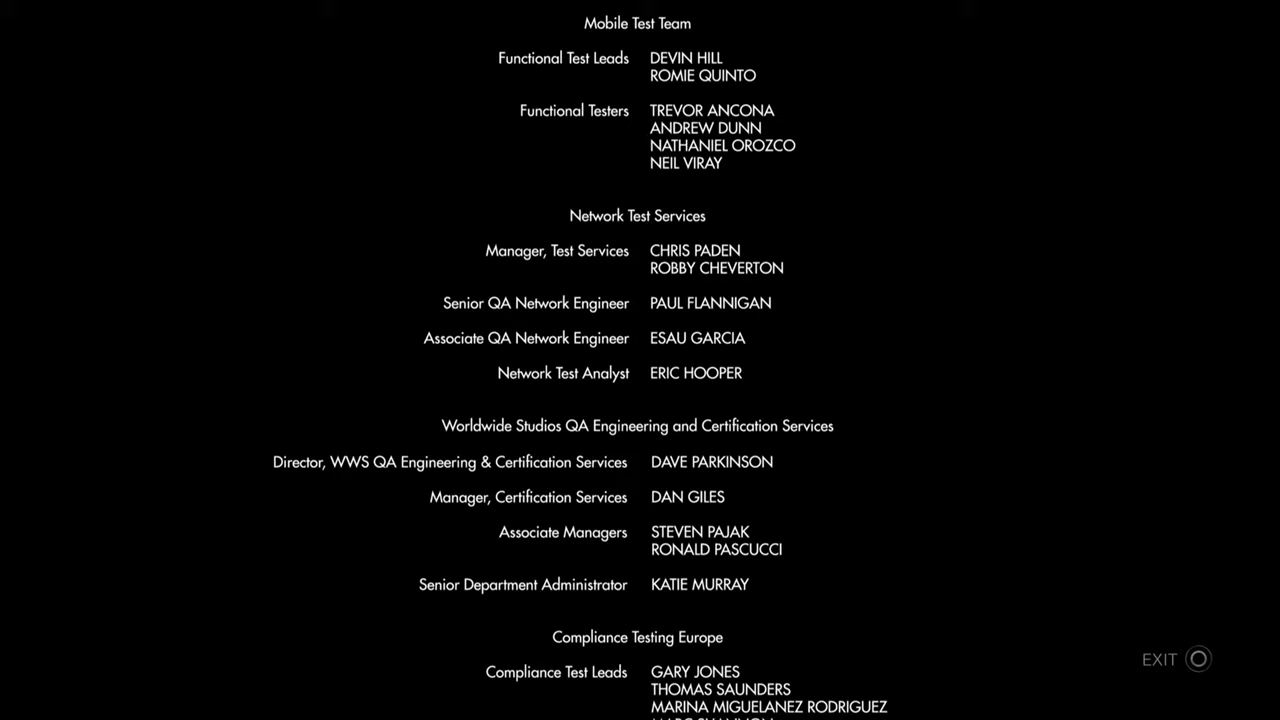 Mobile Test Team
Functional Test Leads DEVIN HILL
ROMIE QUINTO
Functional Testers TREVOR ANCONA
ANDREW DUNN
NATHANIEL OROZCO
NEIL VIRAY
Network Test Services
Manager, Test Services CHRIS PADEN
ROBBY CHEVERTON
Senior QA Network Engineer PAUL FLANNIGAN
Associate QA Network Engineer ESAU GARCIA
Network Test Analyst ERIC HOOPER
Worldwide Studios QA Engineering and Certification Services
Director, WWS QA Engineering & Certification Services DAVE PARKINSON
Manager, Certification Services DAN GILES
Associate Managers STEVEN PAJAK
RONALD PASCUCCI
Senior Department Administrator KATIE MURRAY
Compliance Testing Europe
EXIT
Compliance Test Leads GARY JONES
THOMAS SAUNDERS
MARINA MIGUELANEZ RODRIGUEZ